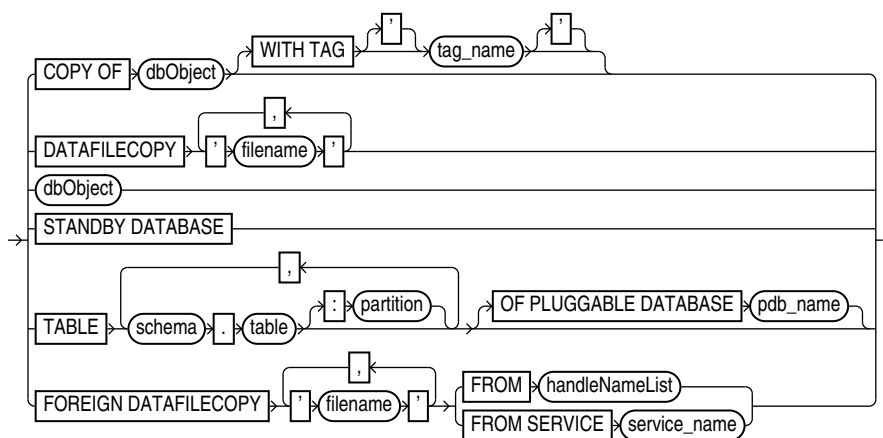 WITH TAG ' tag_name '
COPY OF dbObject
,
DATAFILECOPY ' filename '
dbObject
STANDBY DATABASE
,
: partition OF PLUGGABLE DATABASE pdb_name
TABLE schema . table
,
FROM handleNameList
FOREIGN DATAFILECOPY ' filename '
FROM SERVICE service_name